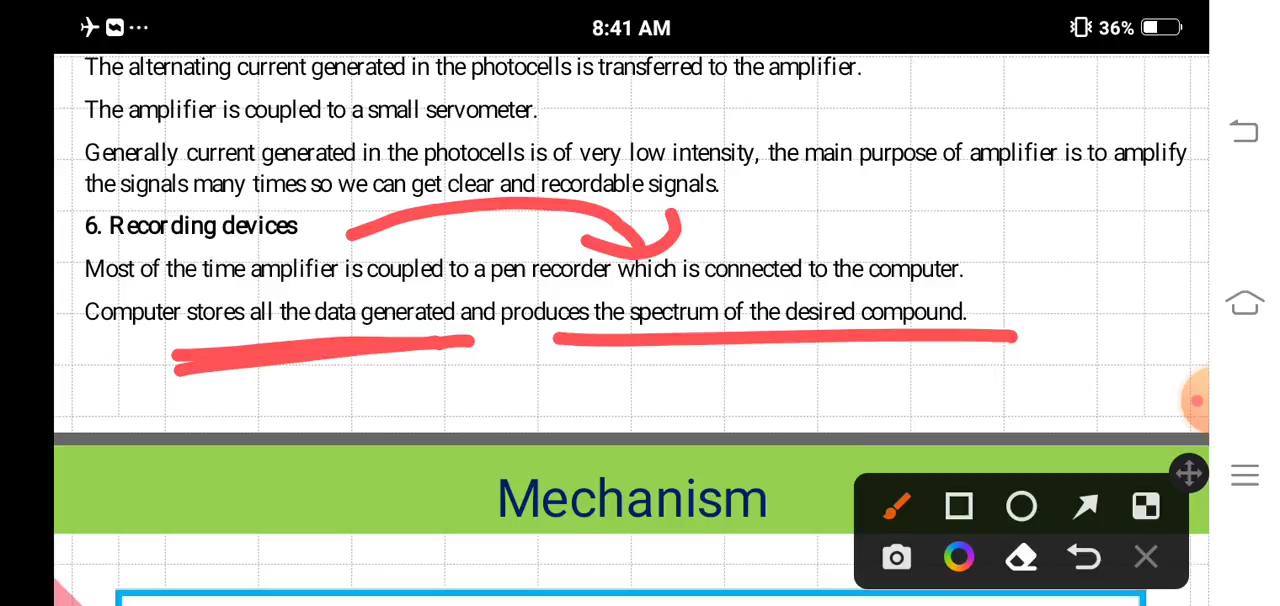 8:41 AM
36%
The alternating current generated in the photocells is transferred to the amplifier.
The amplifier is coupled to a small servometer.
Generally current generated in the photocells is of very low intensity, the main purpose of amplifier is to amplify
the signals many times so we can get clear and recordable signals.
6. Recording devices
Most of the time amplifier is coupled to a pen recorder which is connected to the computer.
Computer stores all the data generated and produces the spectrum of the desired compound.
Mechanism